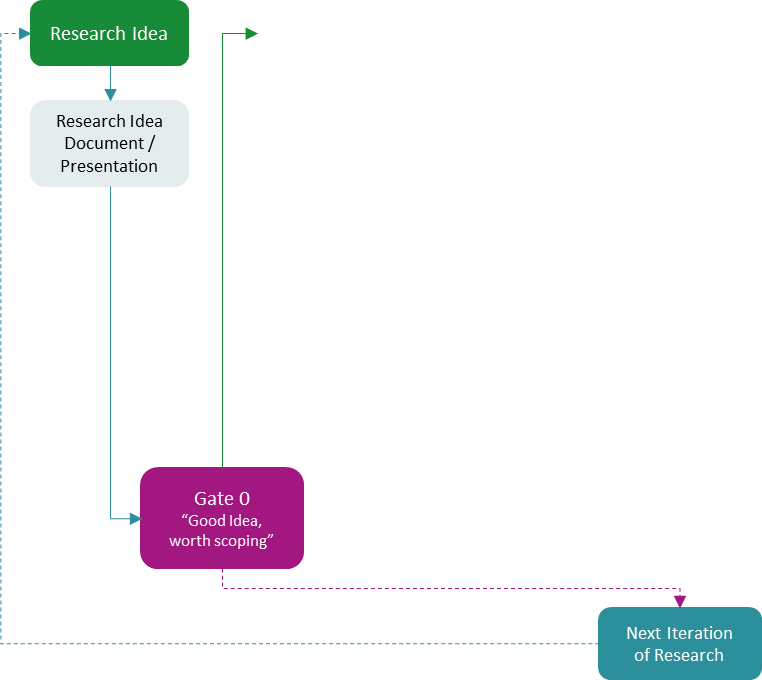 Research Idea
Research Idea
Document /
Presentation
Gate 0
“Good Idea,
worth scoping”
Next Iteration
of Research